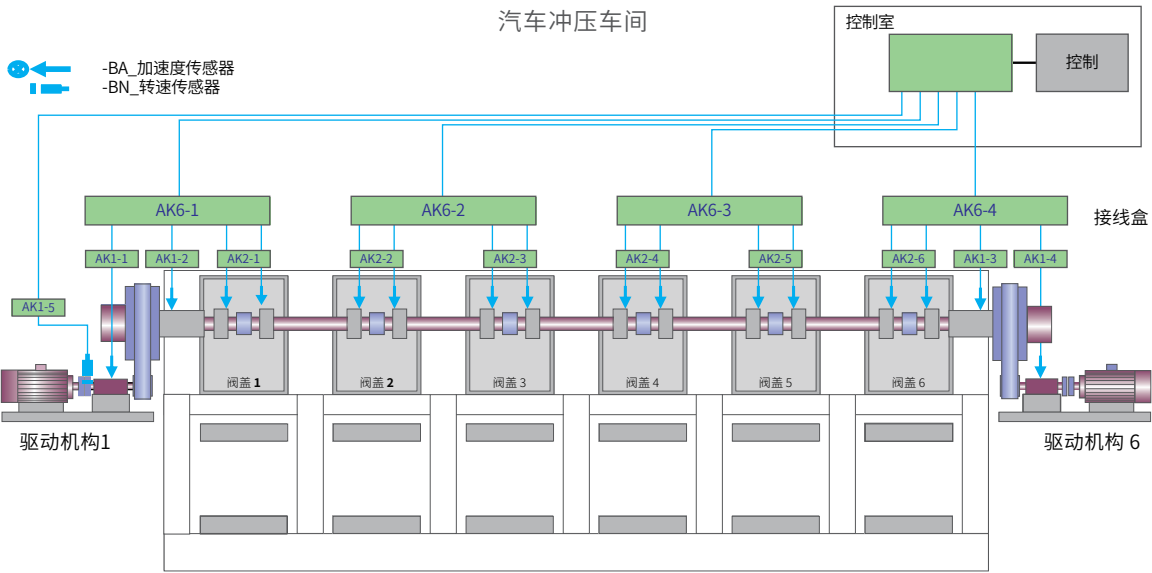 汽车冲压车间
控制室
控制
-BA_加速度传感器
-BN_转速传感器
AK6-1
AK6-2
AK6-3
AK6-4
接线盒
AK1-1
AK1-2
AK2-1
AK2-2
AK2-3
AK2-4
AK2-5
AK2-6
AK1-3
AK1-4
AK1-5
阀盖 1
阀盖 2
阀盖 3
阀盖 4
阀盖 5
阀盖 6
驱动机构1
驱动机构 6